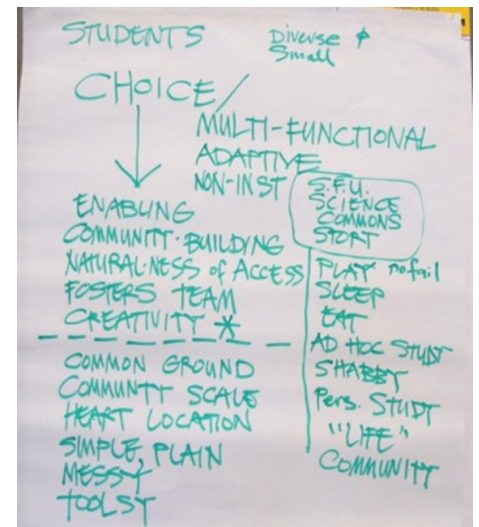 STUDENTS
Diverse &
Small
CHOICE/
MULTI-FUNCTIONAL
ADAPTIVE
NON-INST
ENABLING
COMMUNITY-BUILDING
NATURAL-NESS of ACCESS
FOSTERS TEAM
CREATIVITY *
COMMON GROUND
COMMUNTY SCALE
HEART LOCATION
SIMPLE, PLAIN
MESSY
TOOLSY
S.F.U.
SCIENCE
COMMONS
STORY
PLAY no fail
SLEEP
EAT
AD HOC STUDY
SHABBY
Pers. STUDY
"LIFE"
COMMUNITY